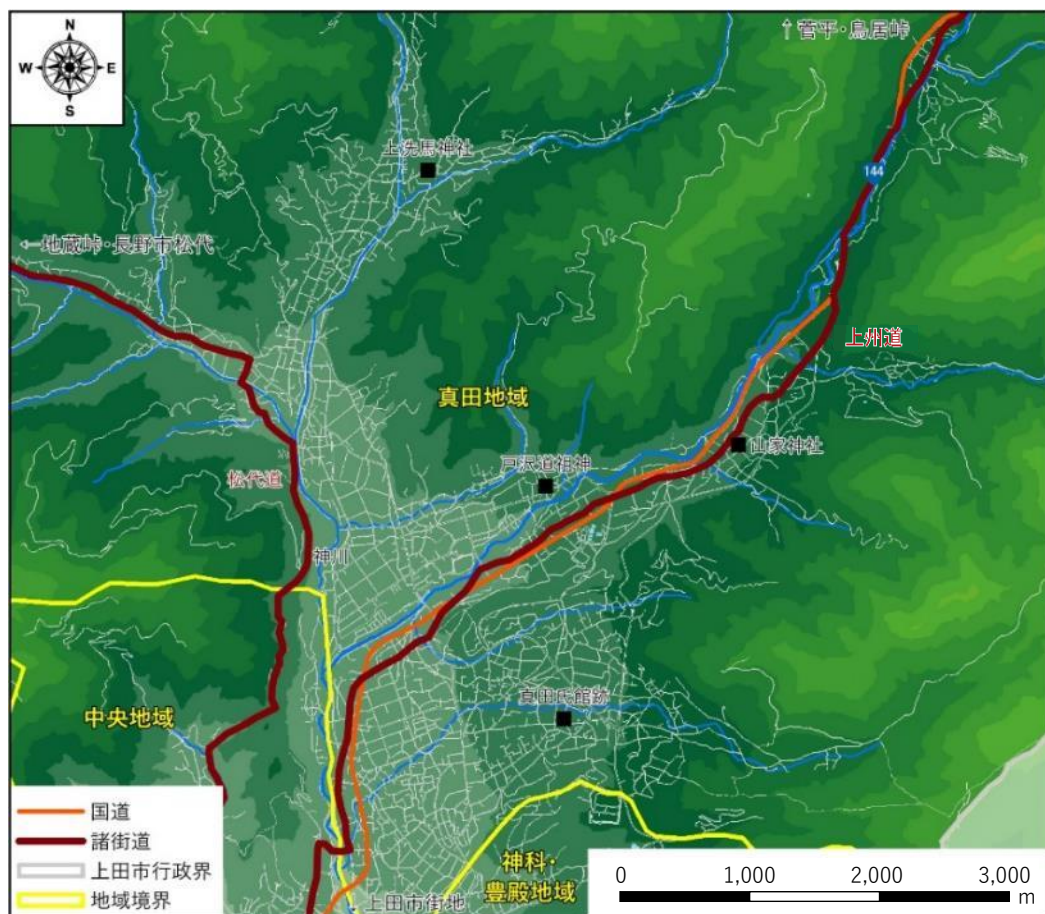 N
W E
S
↑菅平・鳥居峠
上洗馬神社
144
←地蔵峠・長野市松代
上州道
真田地域
山家神社
戸沢道祖神
松代道
神川
真田氏館跡
中央地域
国道
諸街道
上田市行政界
地域境界
神科・
豊殿地域
上田市街地
0 1,000 2,000 3,000
m